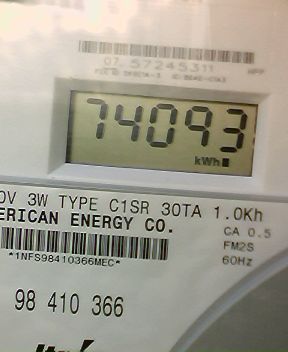 07 57245311
74093
kWh
0V 3W TYPE C1SR 30TA 1.0Kh
ERICAN ENERGY CO.
CA 0.5
FM2S
60Hz
*1NFS98410366MEC*
98 410 366